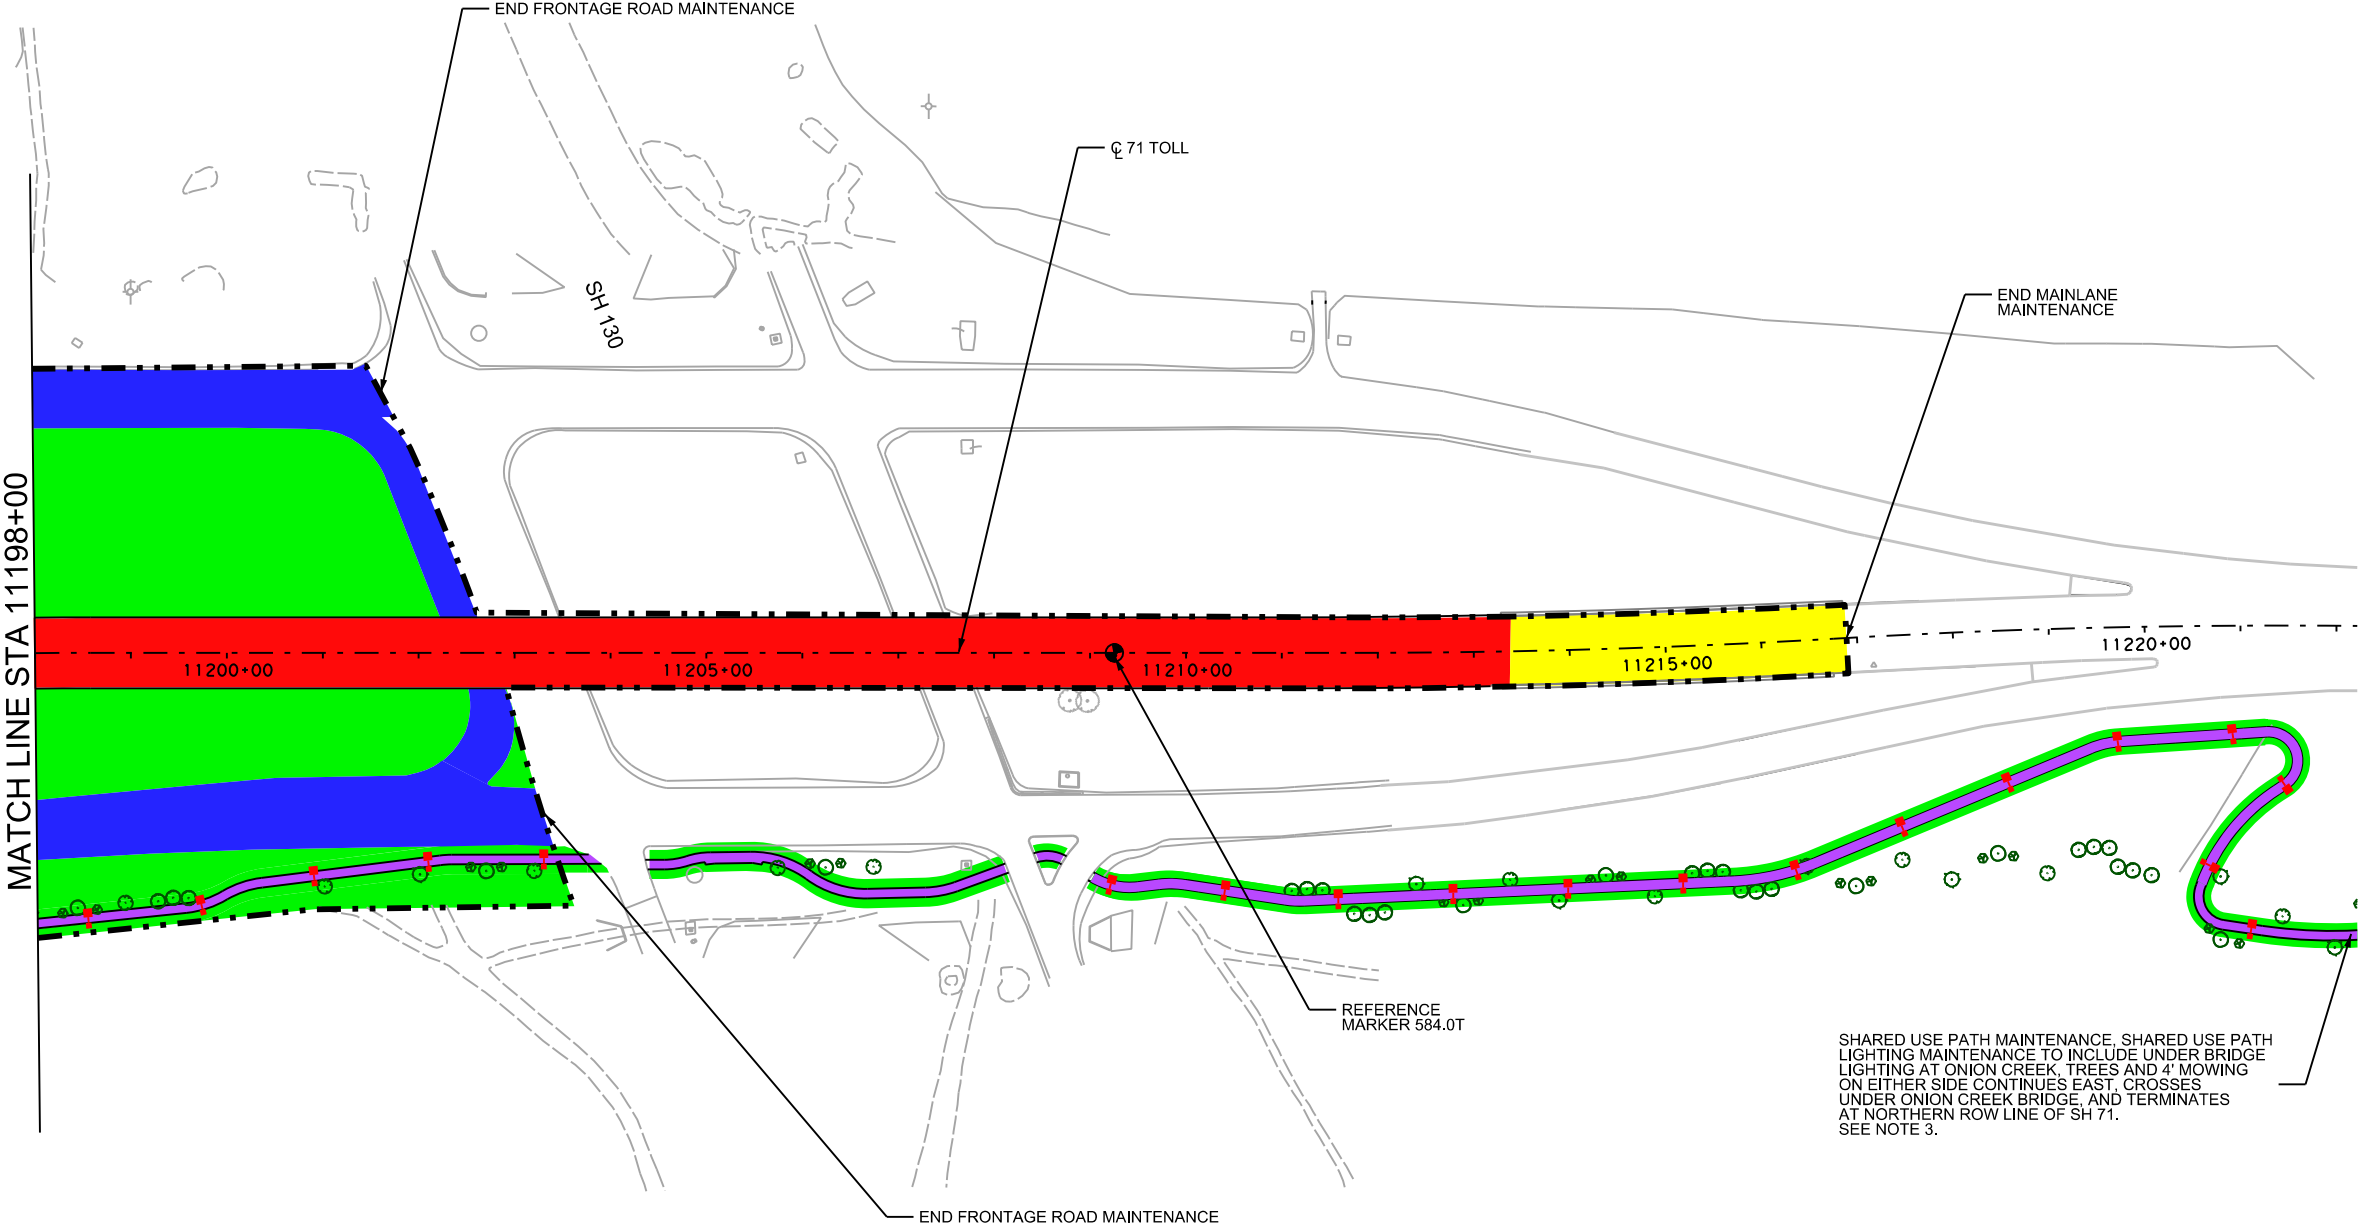 END FRONTAGE ROAD MAINTENANCE
℄ 71 TOLL
SH 130
END MAINLANE
MAINTENANCE
MATCH LINE STA 11198+00
11200+00
11205+00
11210+00
11215+00
11220+00
REFERENCE
MARKER 584.0T
SHARED USE PATH MAINTENANCE, SHARED USE PATH
LIGHTING MAINTENANCE TO INCLUDE UNDER BRIDGE
LIGHTING AT ONION CREEK, TREES AND 4' MOWING
ON EITHER SIDE CONTINUES EAST, CROSSES
UNDER ONION CREEK BRIDGE, AND TERMINATES
AT NORTHERN ROW LINE OF SH 71.
SEE NOTE 3.
END FRONTAGE ROAD MAINTENANCE